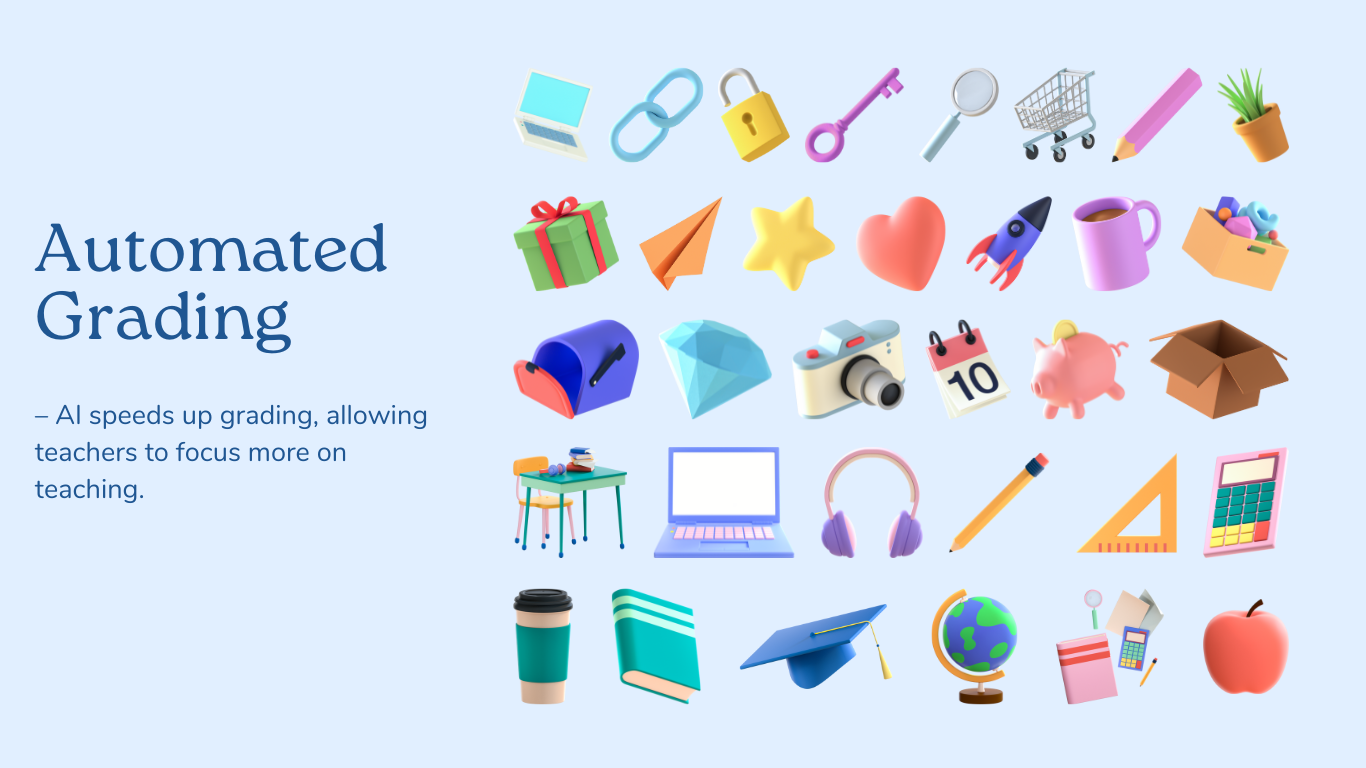 Automated
Grading
– AI speeds up grading, allowing
teachers to focus more on
teaching.
10